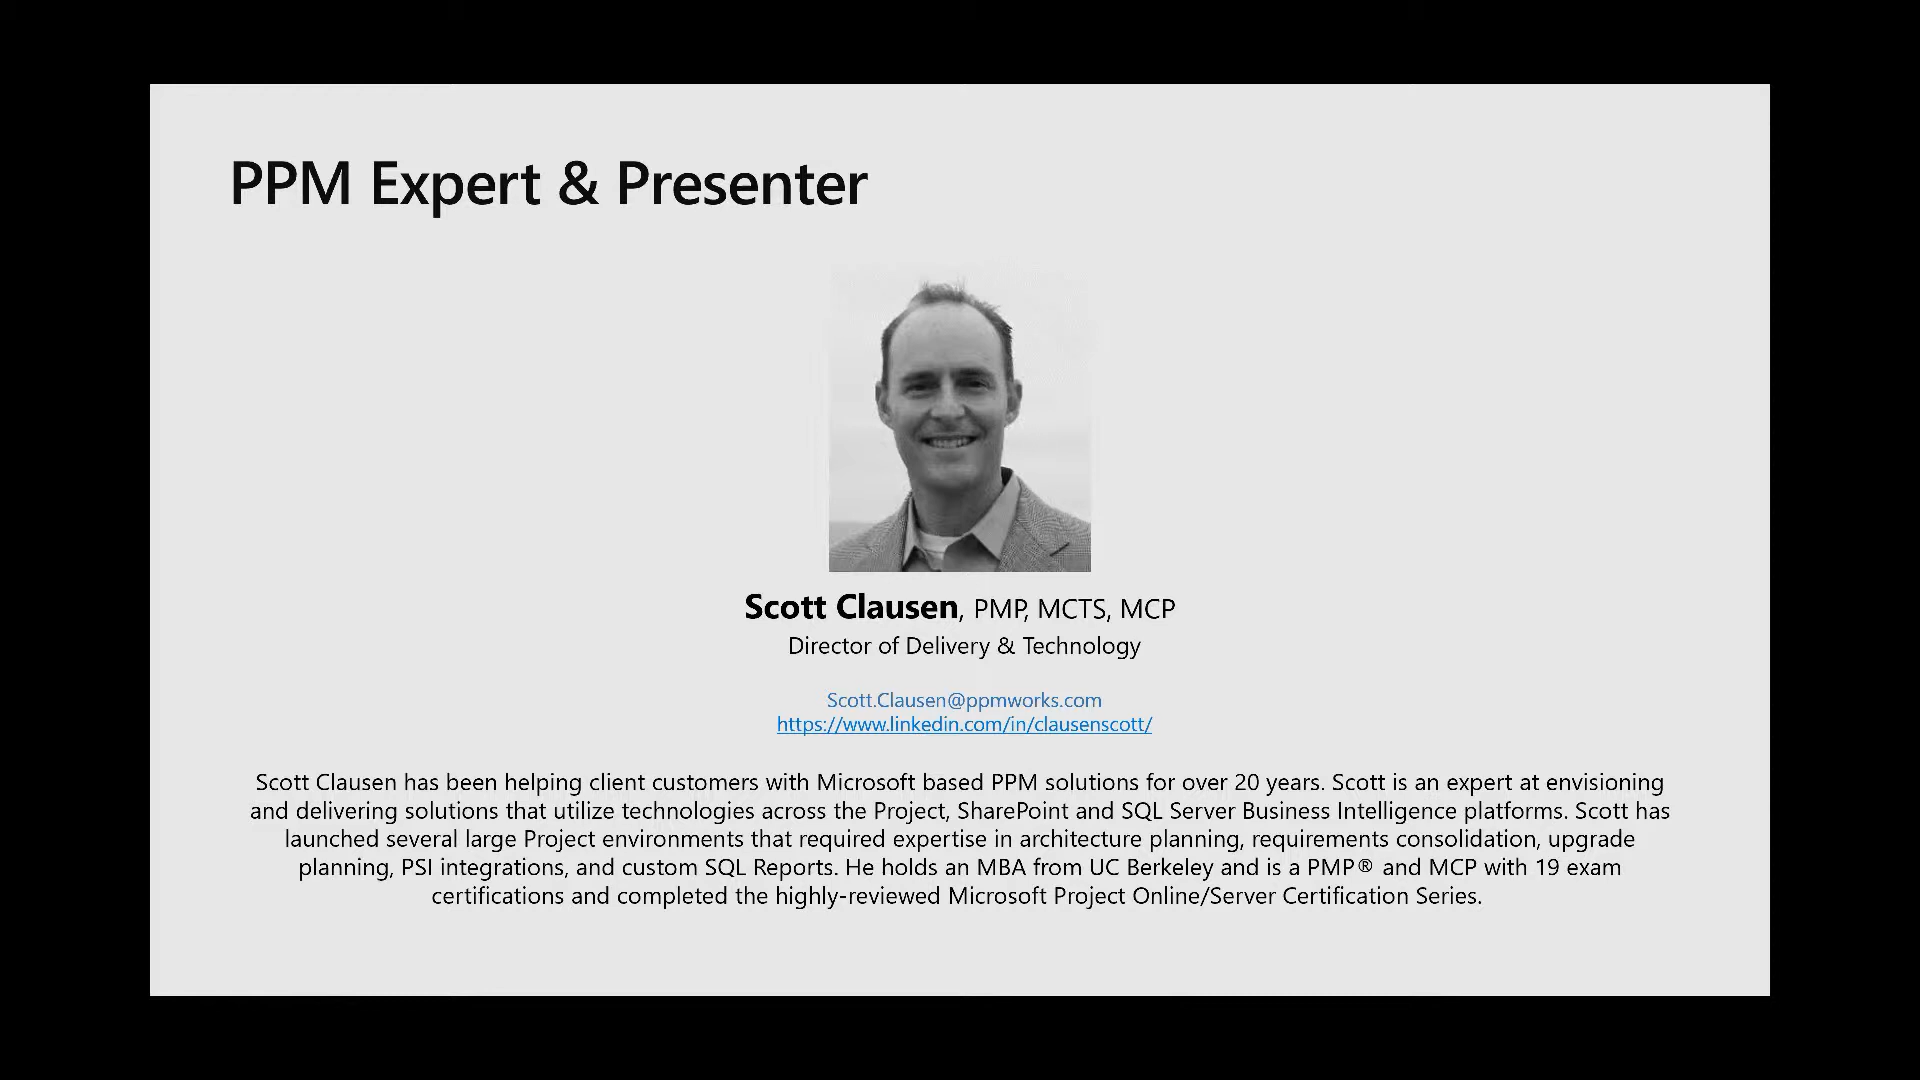 PPM Expert & Presenter
Scott Clausen, PMP, MCTS, MCP
Director of Delivery & Technology
Scott.Clausen@ppmworks.com
https://www.linkedin.com/in/clausenscott/
Scott Clausen has been helping client customers with Microsoft based PPM solutions for over 20 years. Scott is an expert at envisioning
and delivering solutions that utilize technologies across the Project, SharePoint and SQL Server Business Intelligence platforms. Scott has
launched several large Project environments that required expertise in architecture planning, requirements consolidation, upgrade
planning, PSI integrations, and custom SQL Reports. He holds an MBA from UC Berkeley and is a PMP® and MCP with 19 exam
certifications and completed the highly-reviewed Microsoft Project Online/Server Certification Series.